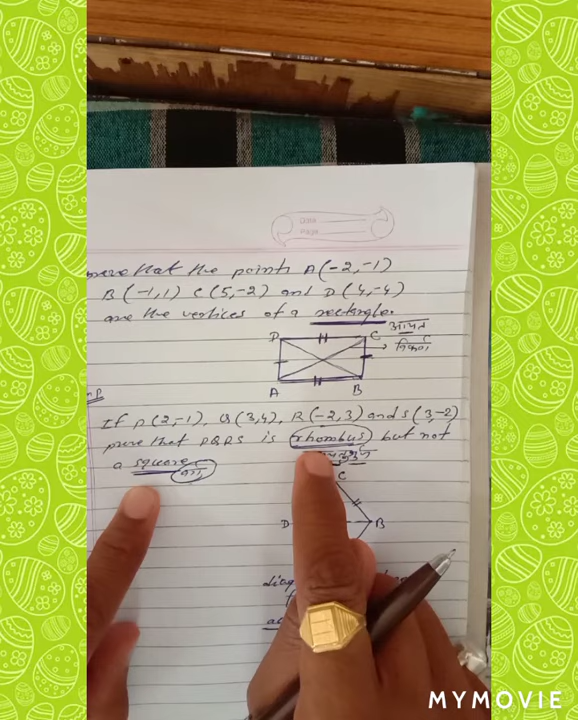 Date
Page
prove that the points A(-2,-1)
B(-1,1) C(5,-2) and D(4,-4)
are the vertices of a rectangle.
आयत
D C
A B
If P(2,-1), Q(3,4), R(-2,3) and S(3,-2)
prove that PQRS is rhombus but not
a square
C
D B
MYMOVIE